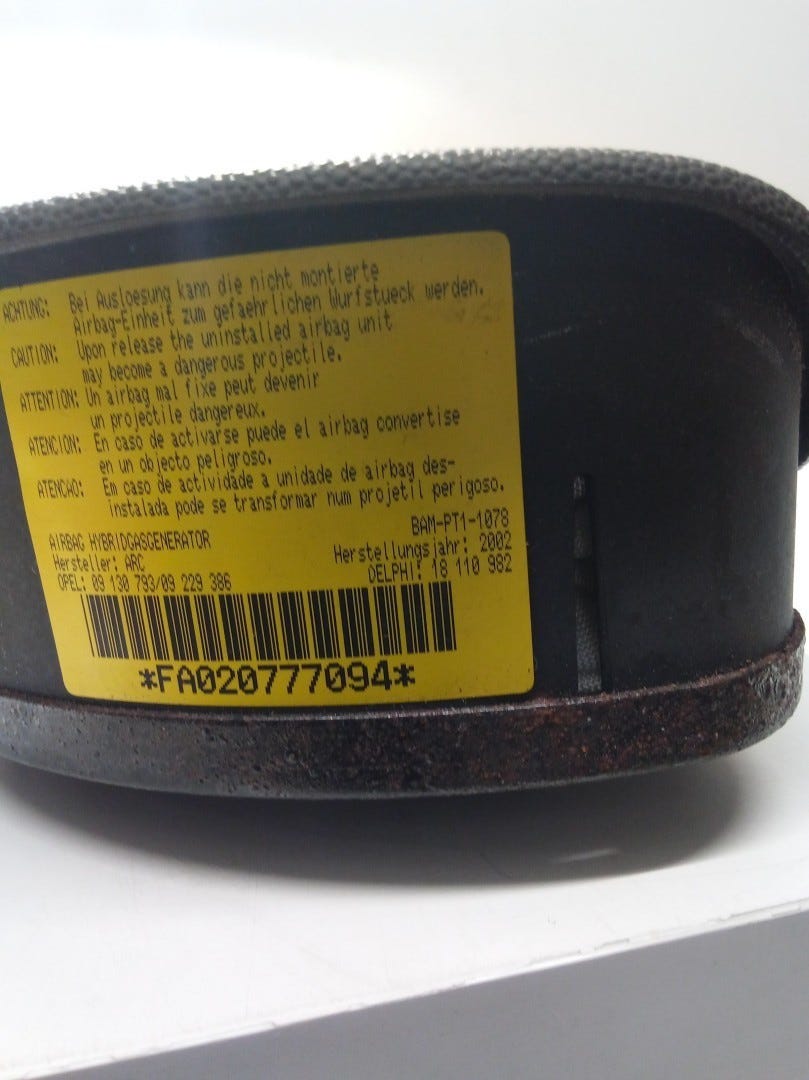 ACHTUNG: Bei Ausloesung kann die nicht montierte
Airbag-Einheit zum gefaehrlichen Wurfstueck werden.
CAUTION: Upon release the uninstalled airbag unit
may become a dangerous projectile.
ATTENTION: Un airbag mal fixe peut devenir
un projectile dangereux.
ATENCION: En caso de activarse puede el airbag convertise
en un objecto peligroso.
ATENCAO: Em caso de actividade a unidade de airbag des-
instalada pode se transformar num projetil perigoso.
AIRBAG HYBRIDGASGENERATOR BAM-PT1-1078
Hersteller: ARC Herstellungsjahr: 2002
OPEL: 09 130 793/09 229 386 DELPHI: 18 110 982
*FA020777094*